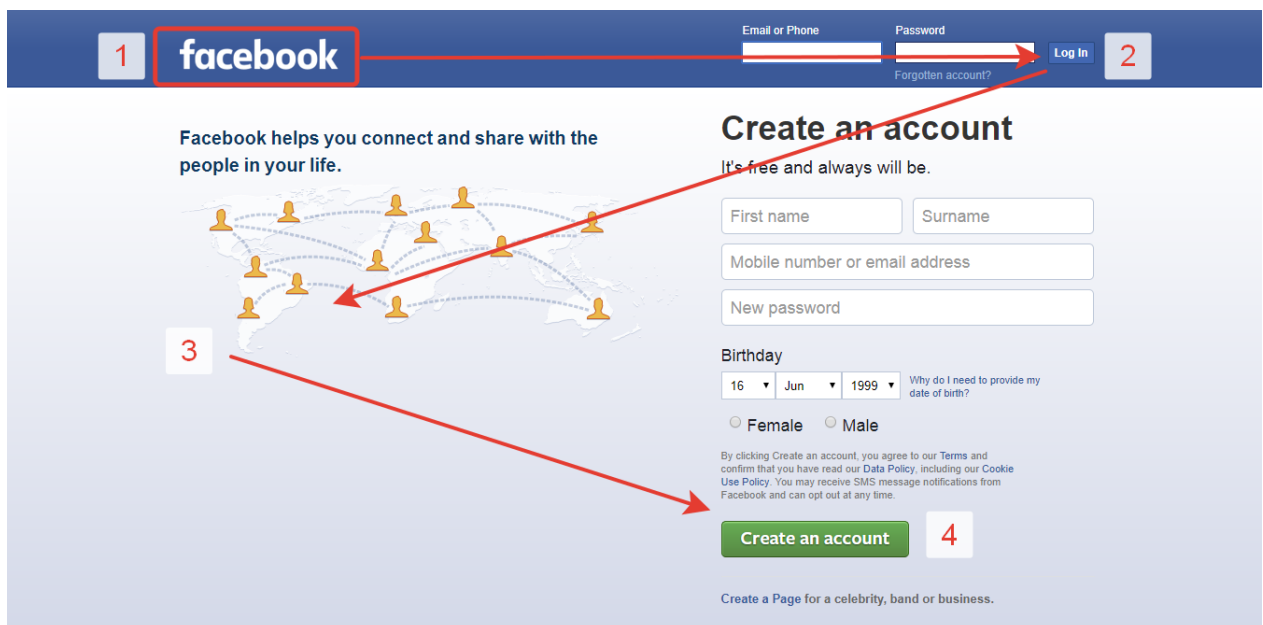 1
facebook
Email or Phone
Password
Log In
2
Forgotten account?
Facebook helps you connect and share with the
people in your life.
3
Create an account
It's free and always will be.
First name
Surname
Mobile number or email address
New password
Birthday
16 Jun 1999
Why do I need to provide my
date of birth?
Female Male
By clicking Create an account, you agree to our Terms and
confirm that you have read our Data Policy, including our Cookie
Use Policy. You may receive SMS message notifications from
Facebook and can opt out at any time.
Create an account
4
Create a Page for a celebrity, band or business.